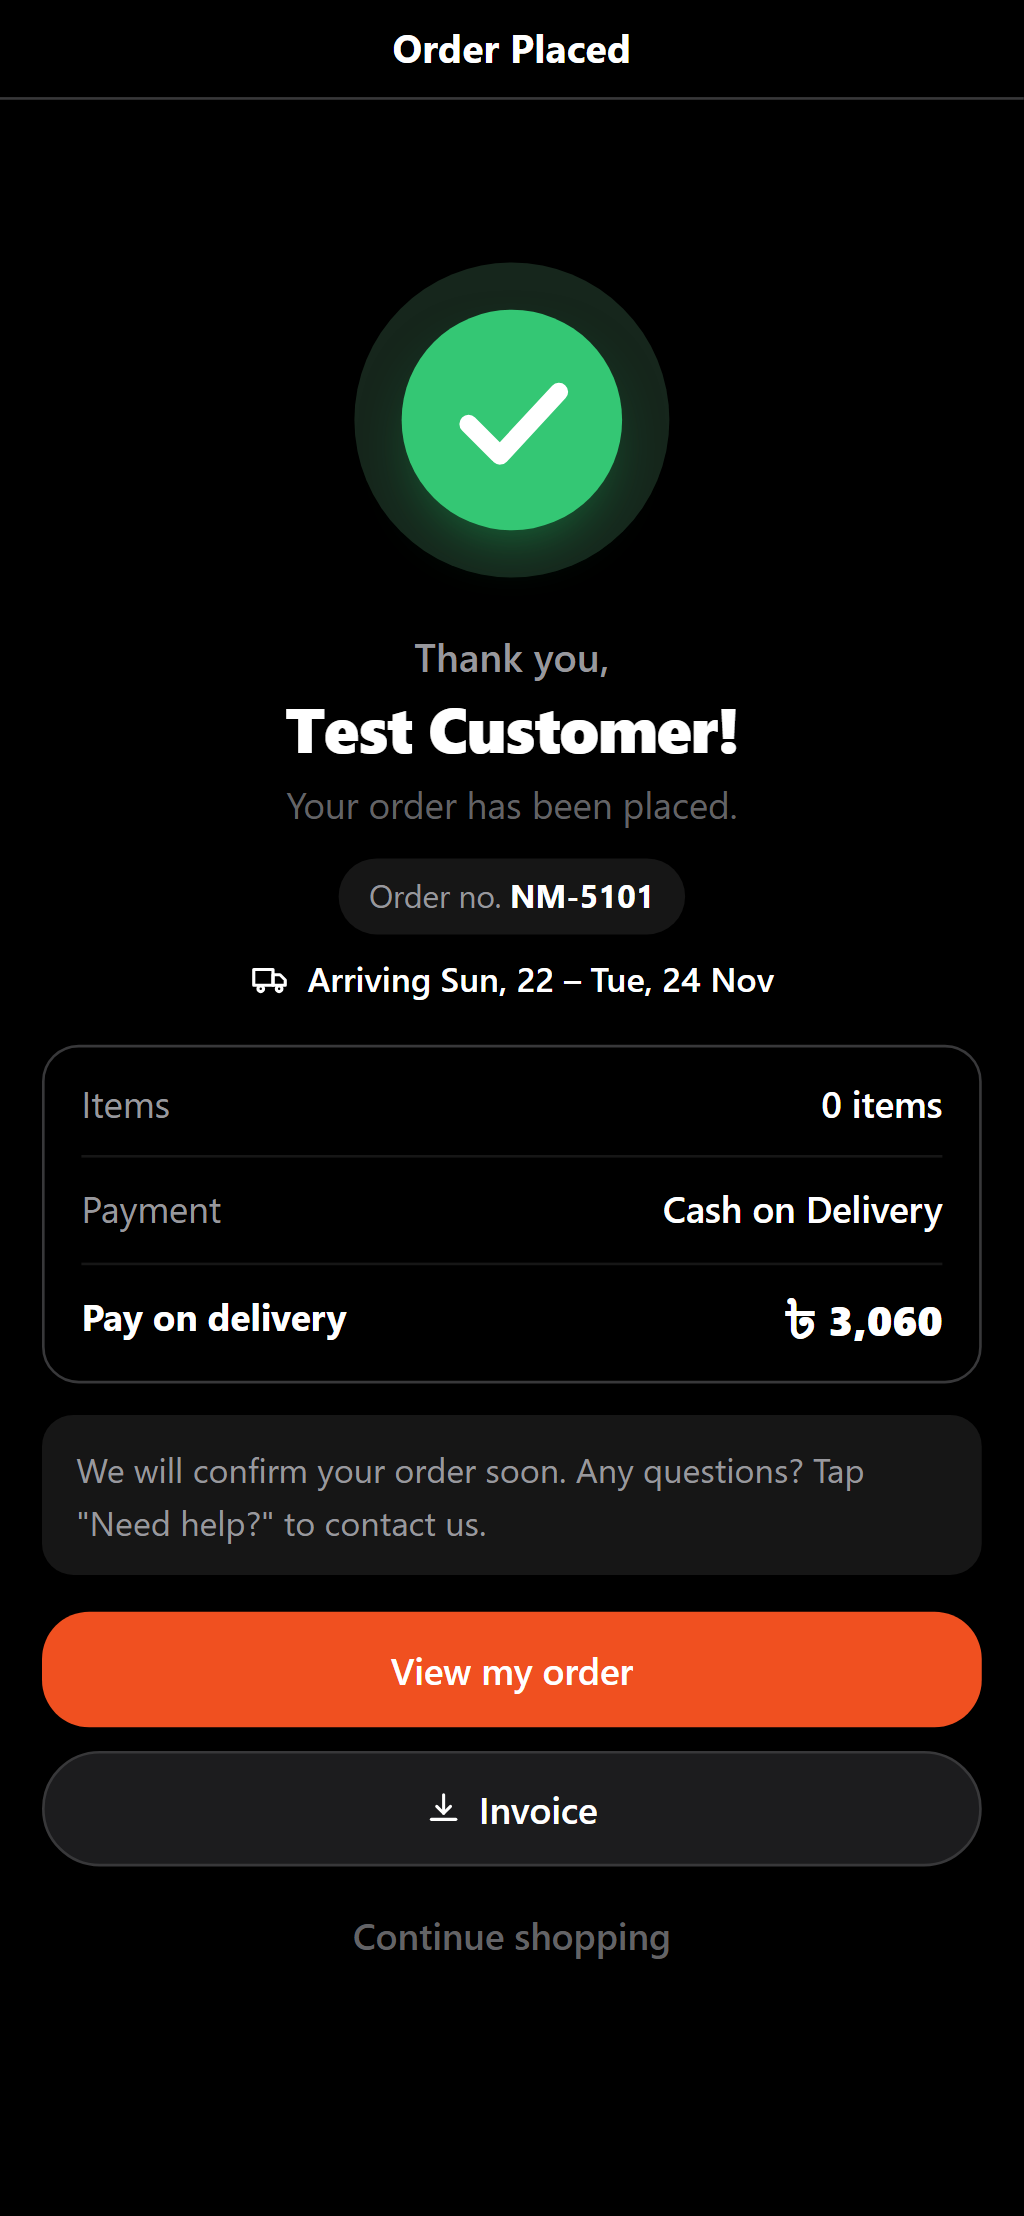 Order Placed
Thank you,
Test Customer!
Your order has been placed.
Order no. NM-5101
Arriving Sun, 22 – Tue, 24 Nov
Items 0 items
Payment Cash on Delivery
Pay on delivery ৳ 3,060
We will confirm your order soon. Any questions? Tap
"Need help?" to contact us.
View my order
Invoice
Continue shopping